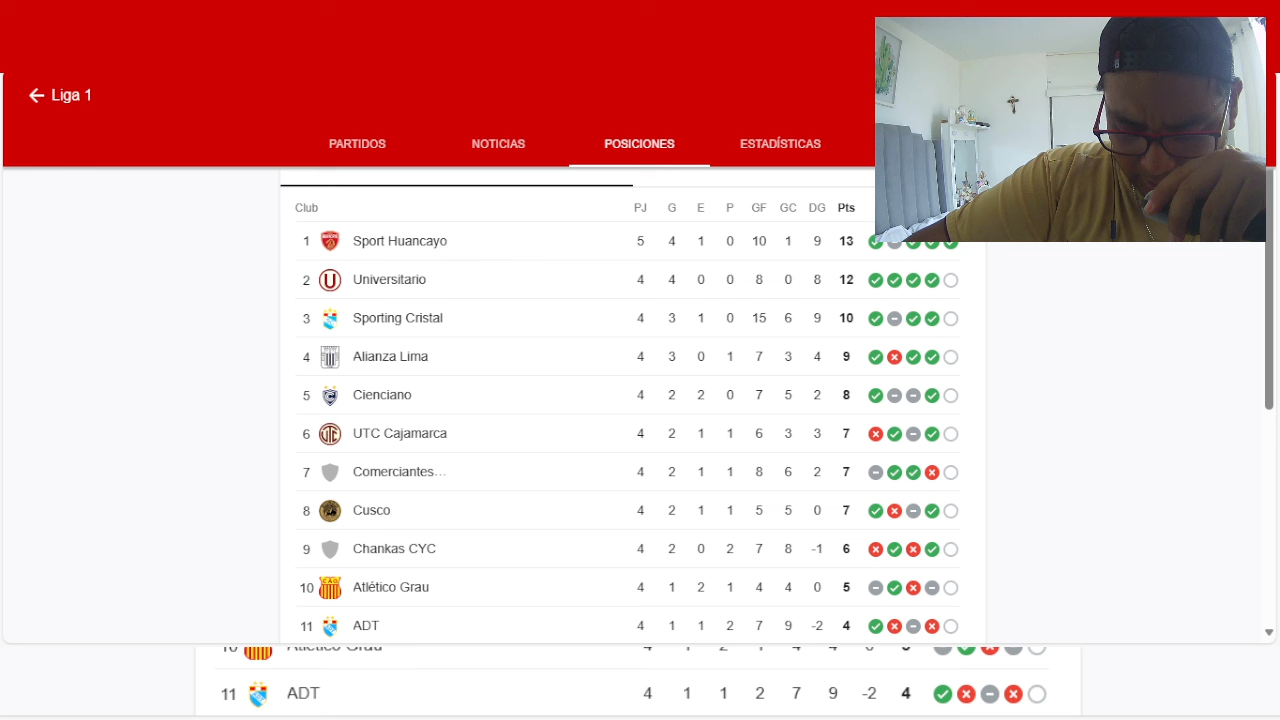 Liga 1
PARTIDOS NOTICIAS POSICIONES ESTADÍSTICAS
Club PJ G E P GF GC DG Pts
1 Sport Huancayo 5 4 1 0 10 1 9 13
2 Universitario 4 4 0 0 8 0 8 12
3 Sporting Cristal 4 3 1 0 15 6 9 10
4 Alianza Lima 4 3 0 1 7 3 4 9
5 Cienciano 4 2 2 0 7 5 2 8
6 UTC Cajamarca 4 2 1 1 6 3 3 7
7 Comerciantes... 4 2 1 1 8 6 2 7
8 Cusco 4 2 1 1 5 5 0 7
9 Chankas CYC 4 2 0 2 7 8 -1 6
10 Atlético Grau 4 1 2 1 4 4 0 5
11 ADT 4 1 1 2 7 9 -2 4
10 Atlético Grau
11 ADT 4 1 1 2 7 9 -2 4